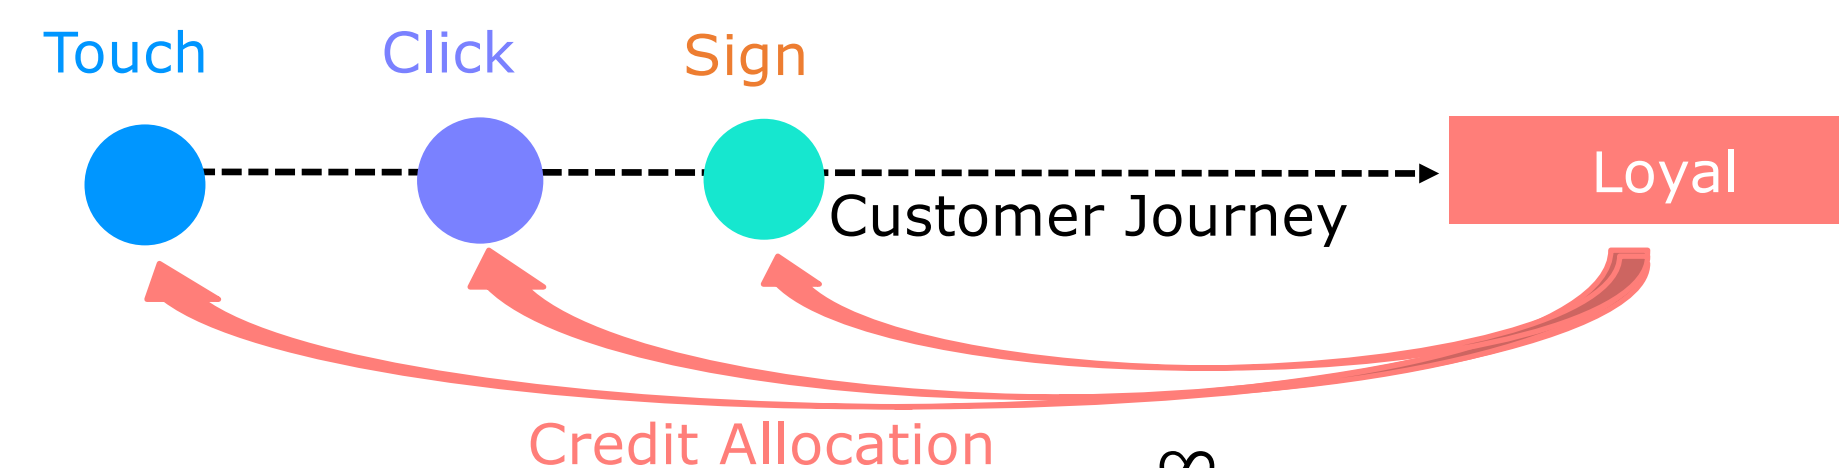 Touch Click Sign
Loyal
Customer Journey
Credit Allocation
∞